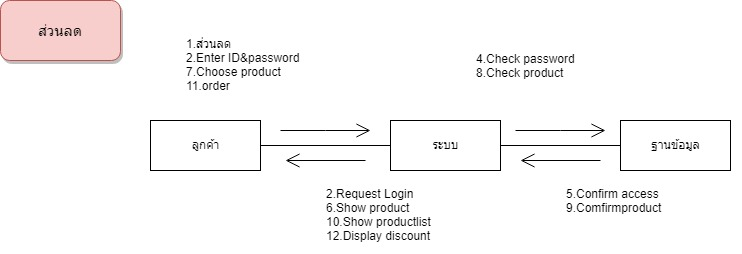 ส่วนลด
1.ส่วนลด
2.Enter ID&password
7.Choose product
11.order
4.Check password
8.Check product
ลูกค้า
ระบบ
ฐานข้อมูล
2.Request Login
6.Show product
10.Show productlist
12.Display discount
5.Confirm access
9.Comfirmproduct